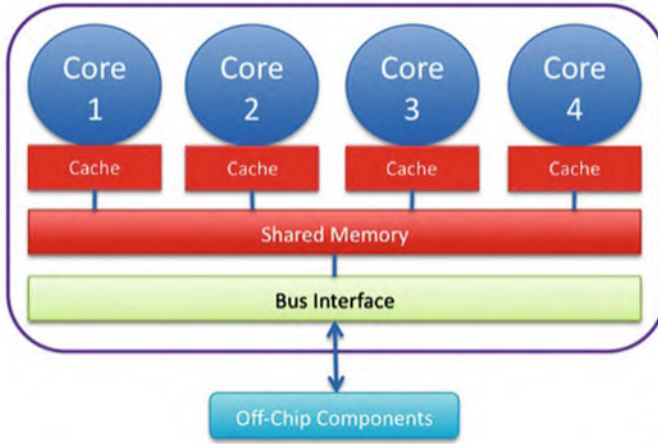 Core
1
Core
2
Core
3
Core
4
Cache
Cache
Cache
Cache
Shared Memory
Bus Interface
Off-Chip Components